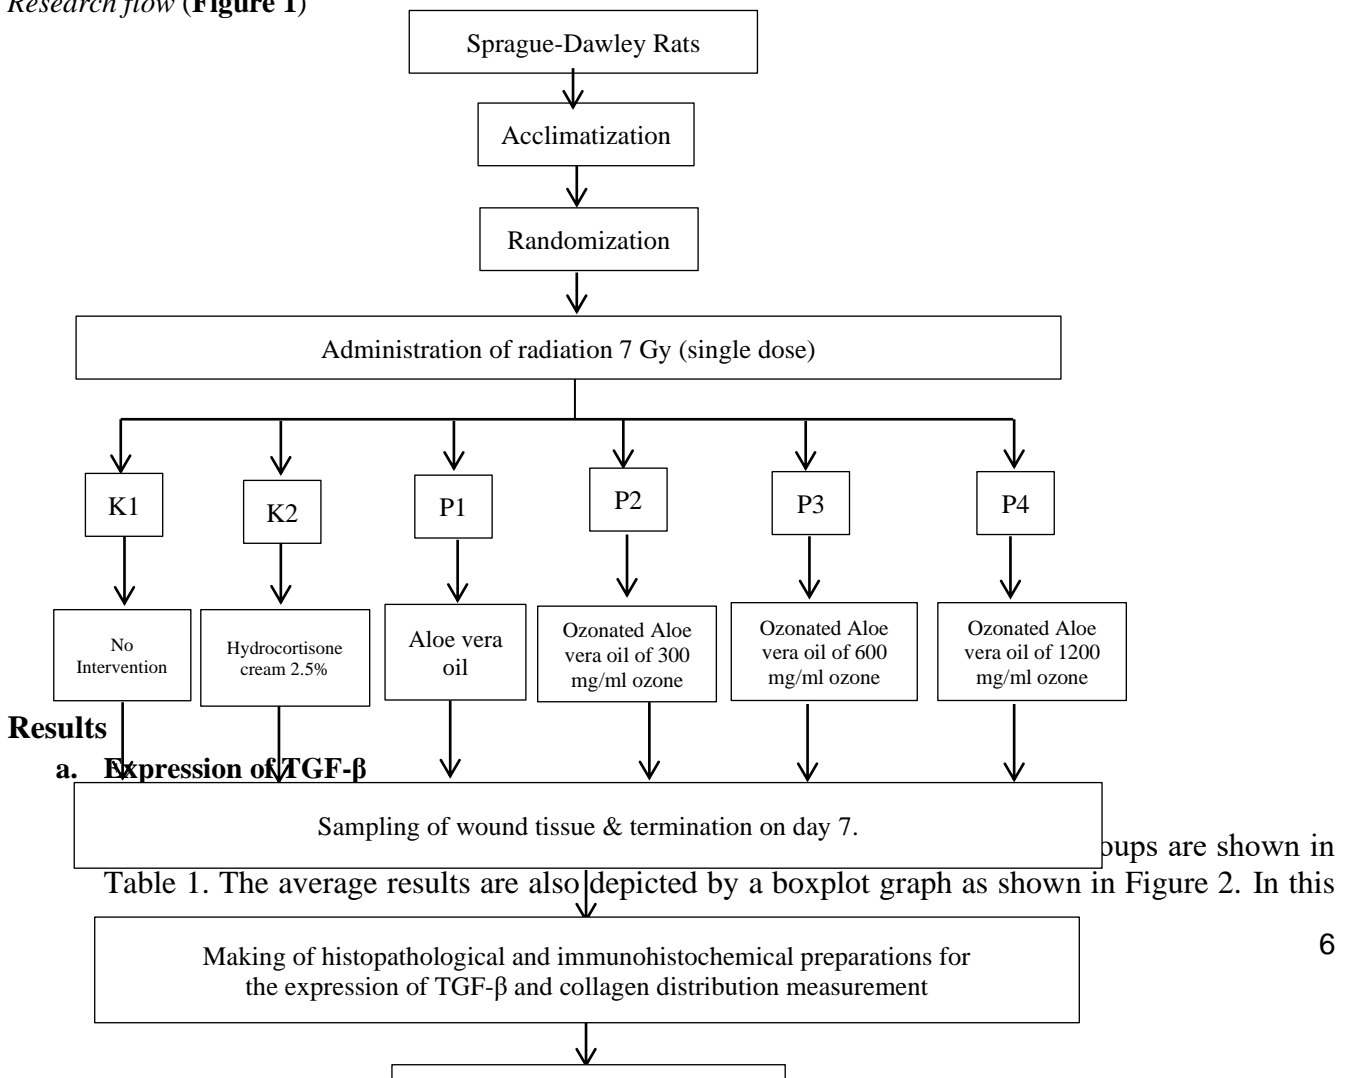 Research flow (Figure 1)
Sprague-Dawley Rats
Acclimatization
Randomization
Administration of radiation 7 Gy (single dose)
K1
K2
P1
P2
P3
P4
No
Intervention
Hydrocortisone
cream 2.5%
Aloe vera
oil
Ozonated Aloe
vera oil of 300
mg/ml ozone
Ozonated Aloe
vera oil of 600
mg/ml ozone
Ozonated Aloe
vera oil of 1200
mg/ml ozone
Results
a. Expression of TGF-β
Sampling of wound tissue & termination on day 7.
are shown in
Table 1. The average results are also depicted by a boxplot graph as shown in Figure 2. In this
Making of histopathological and immunohistochemical preparations for
the expression of TGF-β and collagen distribution measurement
6